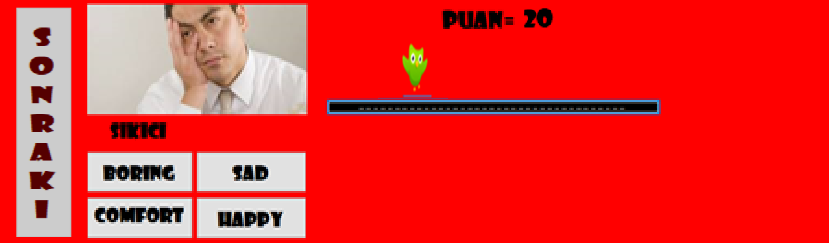 SONRAKI
PUAN= 20
SIKICI
BORING
SAD
COMFORT
HAPPY